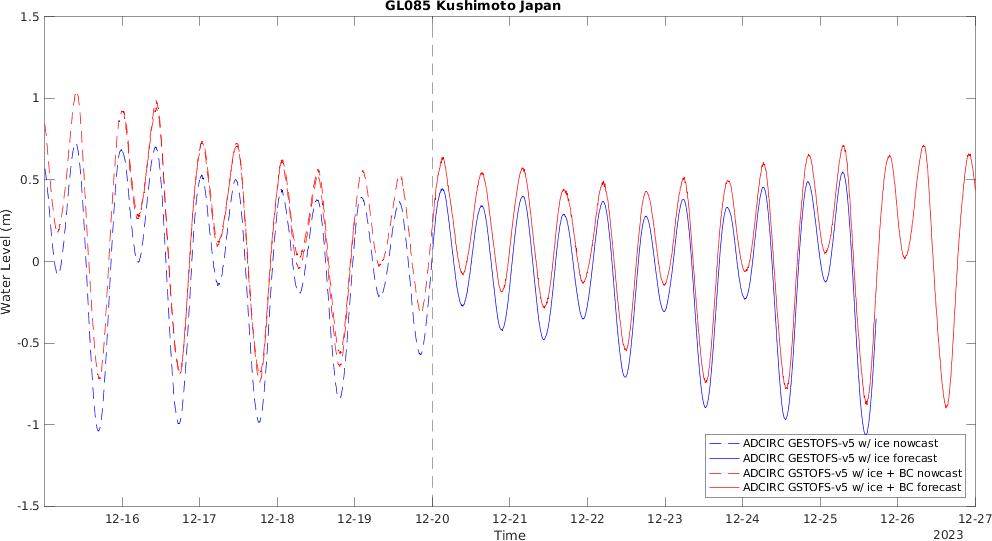 GL085 Kushimoto Japan
Water Level (m)
1.5
1
0.5
0
-0.5
-1
-1.5
ADCIRC GESTOFS-v5 w/ ice nowcast
ADCIRC GESTOFS-v5 w/ ice forecast
ADCIRC GSTOFS-v5 w/ ice + BC nowcast
ADCIRC GSTOFS-v5 w/ ice + BC forecast
12-16 12-17 12-18 12-19 12-20 12-21 12-22 12-23 12-24 12-25 12-26 12-27
Time
2023